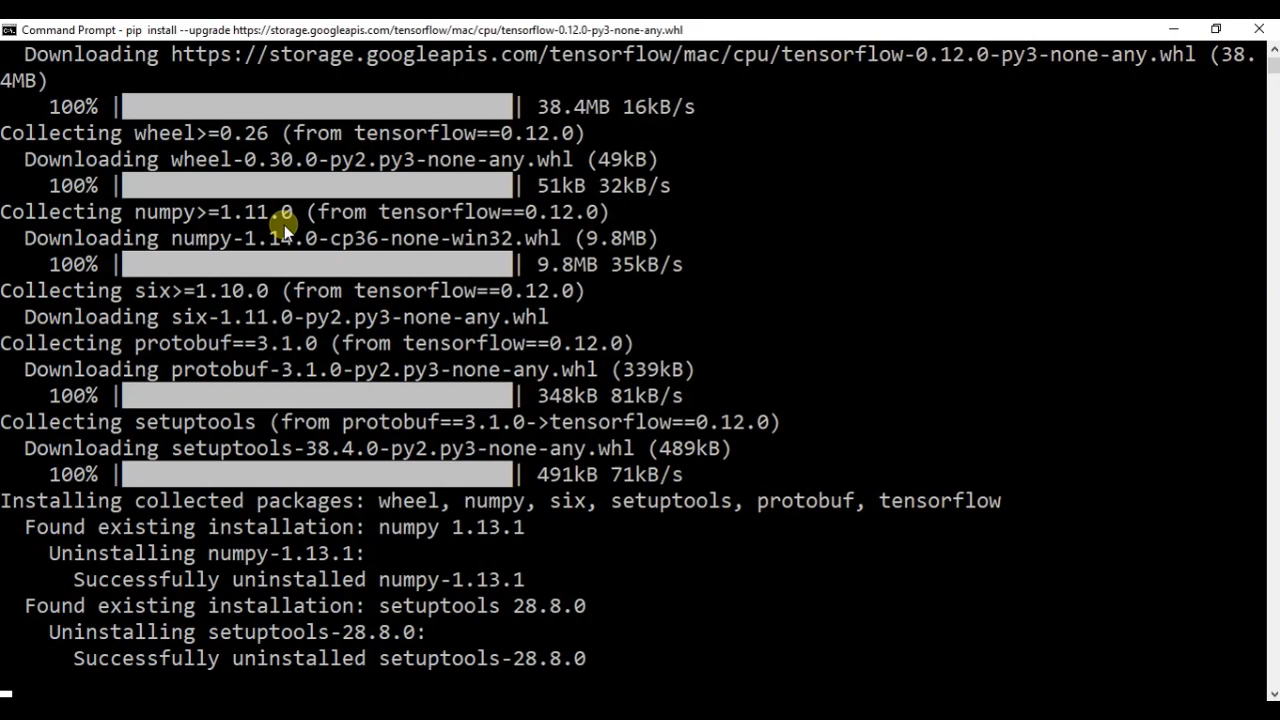 Command Prompt - pip install --upgrade https://storage.googleapis.com/tensorflow/mac/cpu/tensorflow-0.12.0-py3-none-any.whl
Downloading https://storage.googleapis.com/tensorflow/mac/cpu/tensorflow-0.12.0-py3-none-any.whl (38.
4MB)
100% | | 38.4MB 16kB/s
Collecting wheel>=0.26 (from tensorflow==0.12.0)
Downloading wheel-0.30.0-py2.py3-none-any.whl (49kB)
100% | | 51kB 32kB/s
Collecting numpy>=1.11.0 (from tensorflow==0.12.0)
Downloading numpy-1.14.0-cp36-none-win32.whl (9.8MB)
100% | | 9.8MB 35kB/s
Collecting six>=1.10.0 (from tensorflow==0.12.0)
Downloading six-1.11.0-py2.py3-none-any.whl
Collecting protobuf==3.1.0 (from tensorflow==0.12.0)
Downloading protobuf-3.1.0-py2.py3-none-any.whl (339kB)
100% | | 348kB 81kB/s
Collecting setuptools (from protobuf==3.1.0->tensorflow==0.12.0)
Downloading setuptools-38.4.0-py2.py3-none-any.whl (489kB)
100% | | 491kB 71kB/s
Installing collected packages: wheel, numpy, six, setuptools, protobuf, tensorflow
Found existing installation: numpy 1.13.1
Uninstalling numpy-1.13.1:
Successfully uninstalled numpy-1.13.1
Found existing installation: setuptools 28.8.0
Uninstalling setuptools-28.8.0:
Successfully uninstalled setuptools-28.8.0